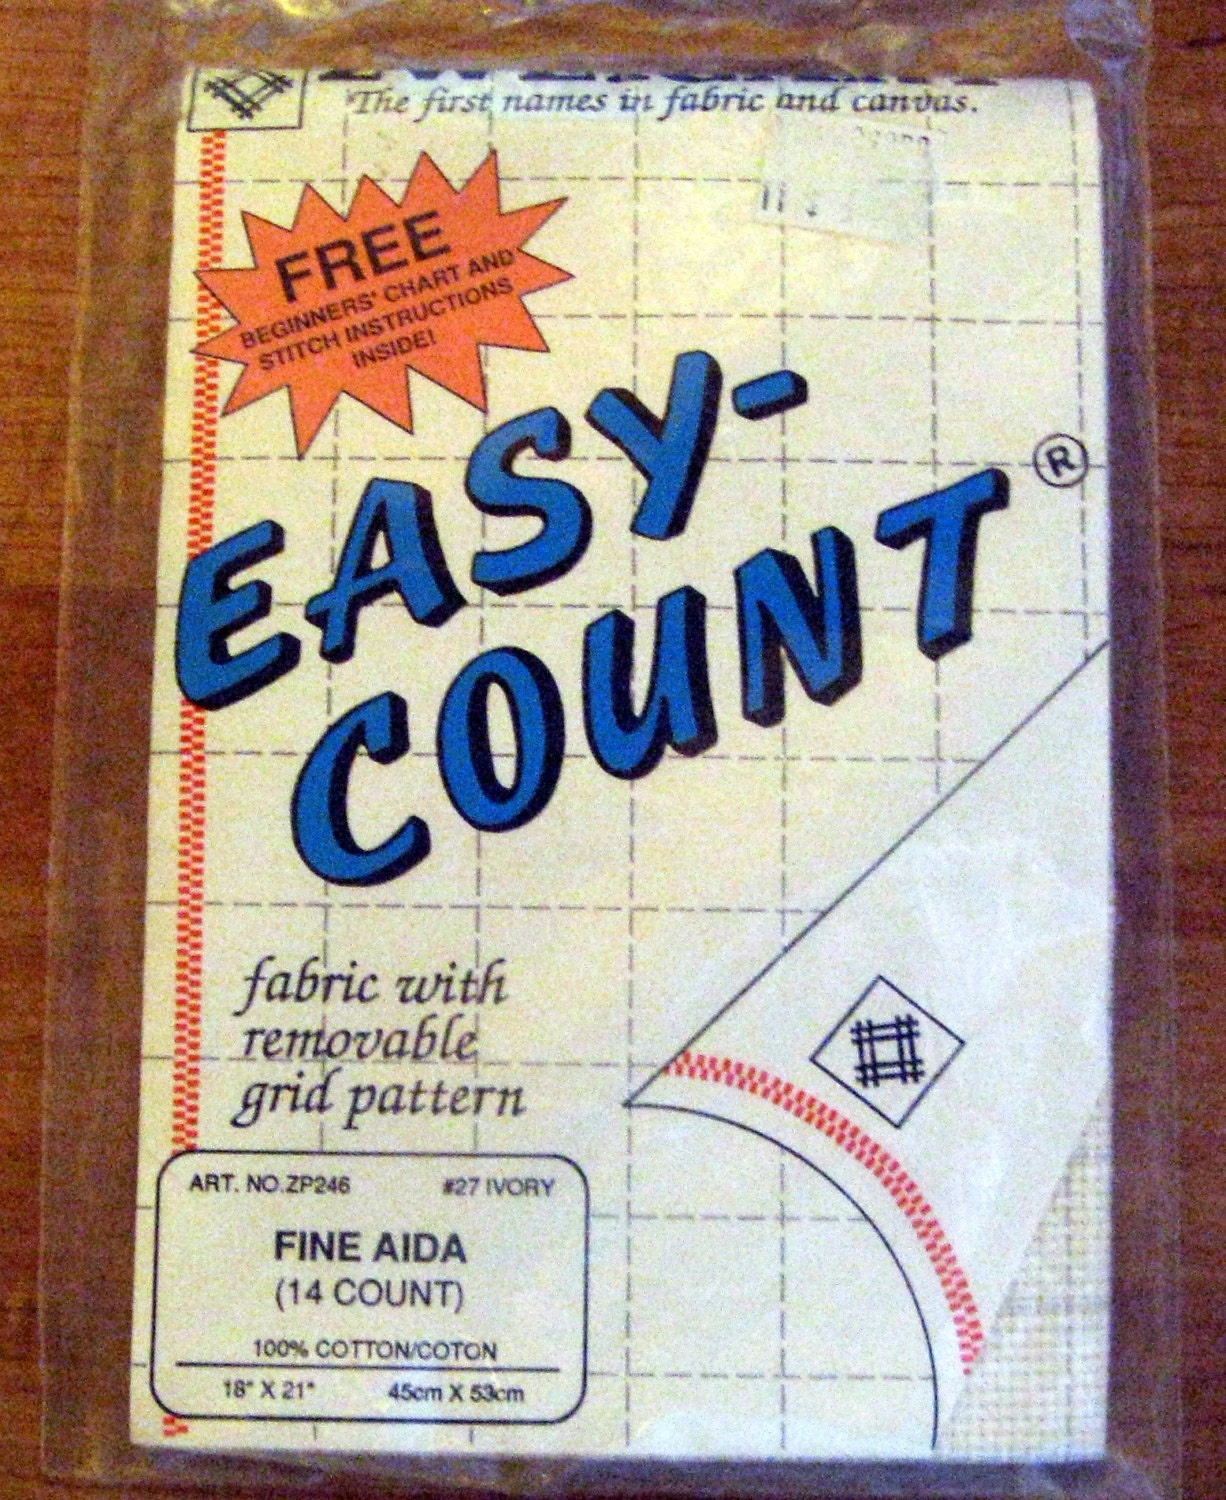 The first names in fabric and canvas.
FREE
BEGINNERS' CHART AND
STITCH INSTRUCTIONS
INSIDE!
EASY-
COUNT®
fabric with
removable
grid pattern
ART. NO.ZP246 #27 IVORY
FINE AIDA
(14 COUNT)
100% COTTON/COTON
18" X 21" 45cm X 53cm